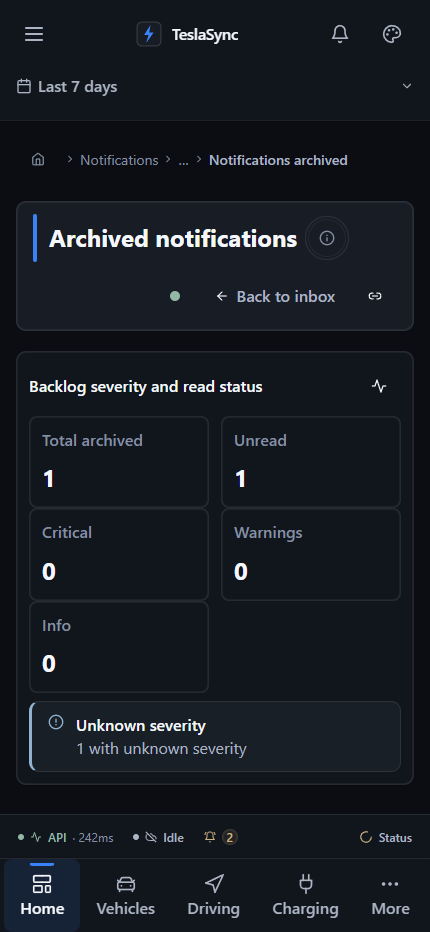 TeslaSync
Last 7 days
Notifications ... Notifications archived
Archived notifications
Back to inbox
Backlog severity and read status
Total archived
1
Unread
1
Critical
0
Warnings
0
Info
0
Unknown severity
1 with unknown severity
API · 242ms Idle 2 Status
Home Vehicles Driving Charging More